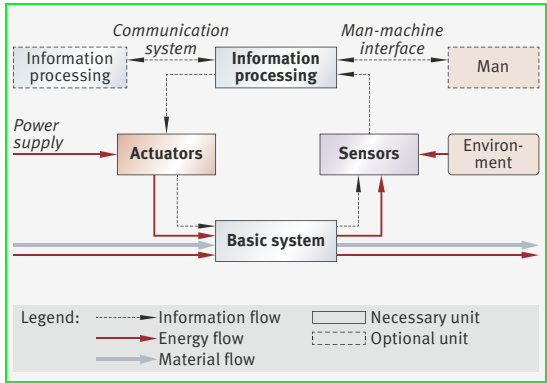 Communication
system
Man-machine
interface
Information
processing
Information
processing
Man
Power
supply
Actuators
Sensors
Environ-
ment
Basic system
Legend:
Information flow
Necessary unit
Energy flow
Optional unit
Material flow